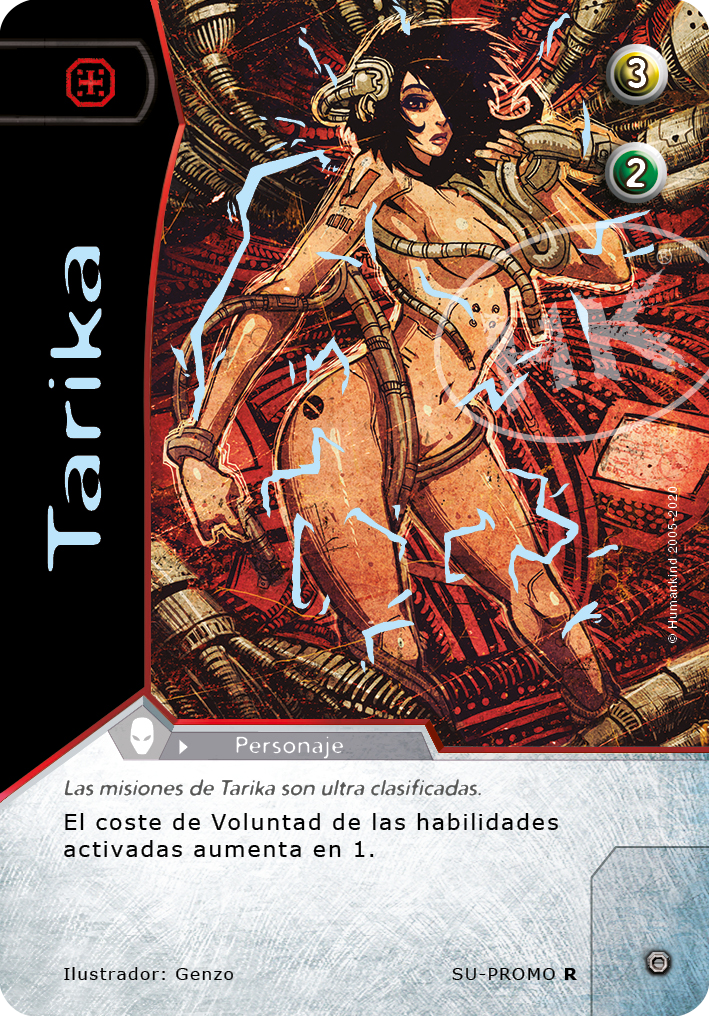 3
2
Tarika
HK
© Humankind 2005-2020
Personaje
Las misiones de Tarika son ultra clasificadas.
El coste de Voluntad de las habilidades
activadas aumenta en 1.
Ilustrador: Genzo
SU-PROMO R